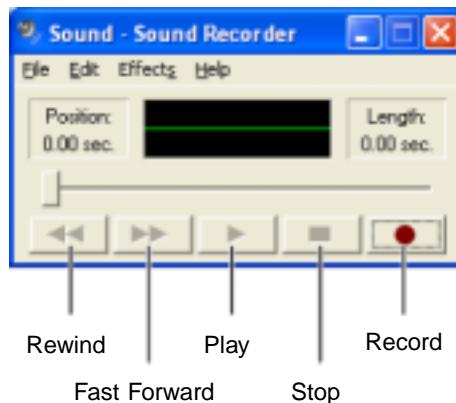 Sound - Sound Recorder
File Edit Effects Help
Position: Length:
0.00 sec. 0.00 sec.
Rewind Play Record
Fast Forward Stop